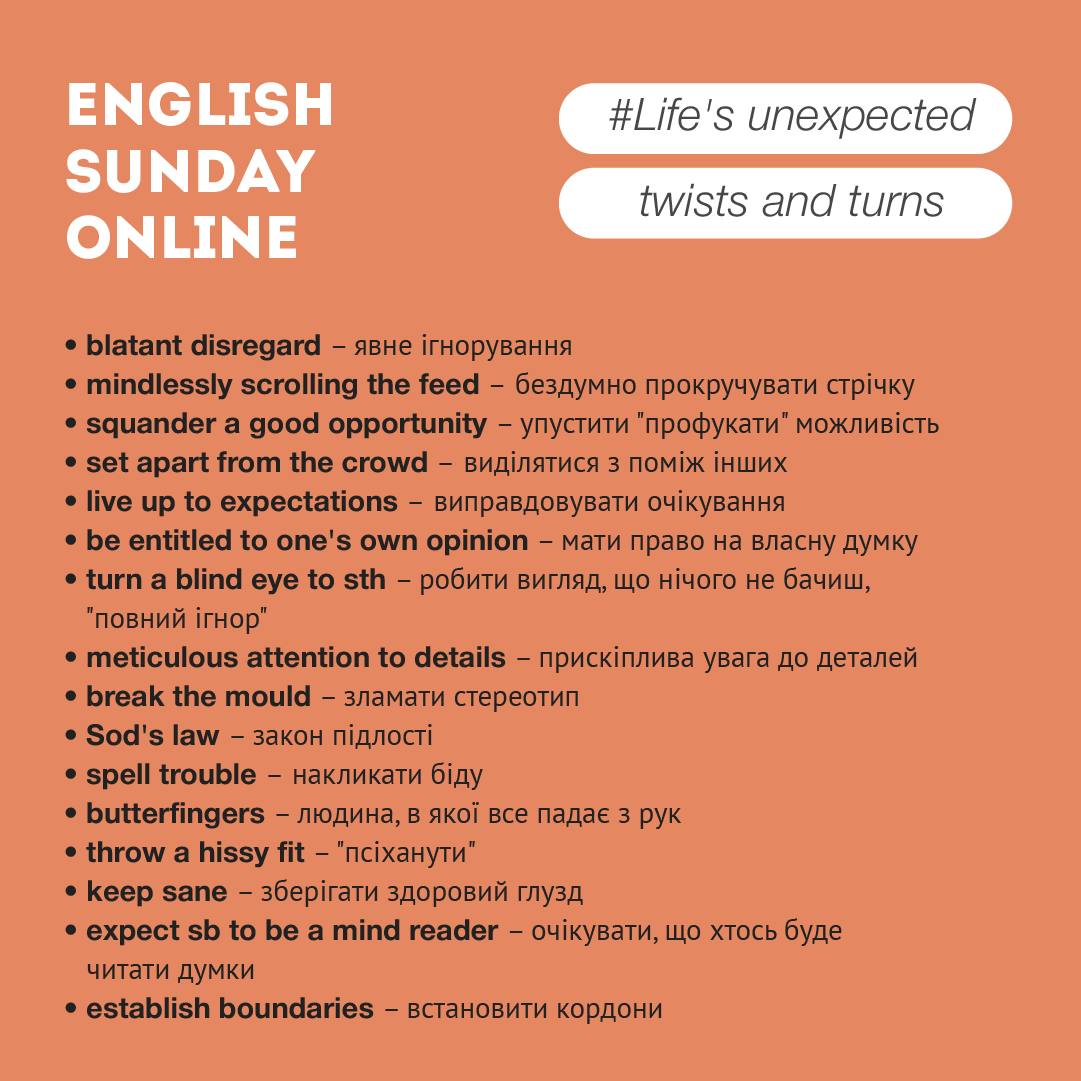 ENGLISH
SUNDAY
ONLINE
#Life's unexpected
twists and turns
• blatant disregard – явне ігнорування
• mindlessly scrolling the feed – бездумно прокручувати стрічку
• squander a good opportunity – упустити "профукати" можливість
• set apart from the crowd – виділятися з поміж інших
• live up to expectations – виправдовувати очікування
• be entitled to one's own opinion – мати право на власну думку
• turn a blind eye to sth – робити вигляд, що нічого не бачиш,
"повний ігнор"
• meticulous attention to details – прискіплива увага до деталей
• break the mould – зламати стереотип
• Sod's law – закон підлості
• spell trouble – накликати біду
• butterfingers – людина, в якої все падає з рук
• throw a hissy fit – "псіханути"
• keep sane – зберігати здоровий глузд
• expect sb to be a mind reader – очікувати, що хтось буде
читати думки
• establish boundaries – встановити кордони